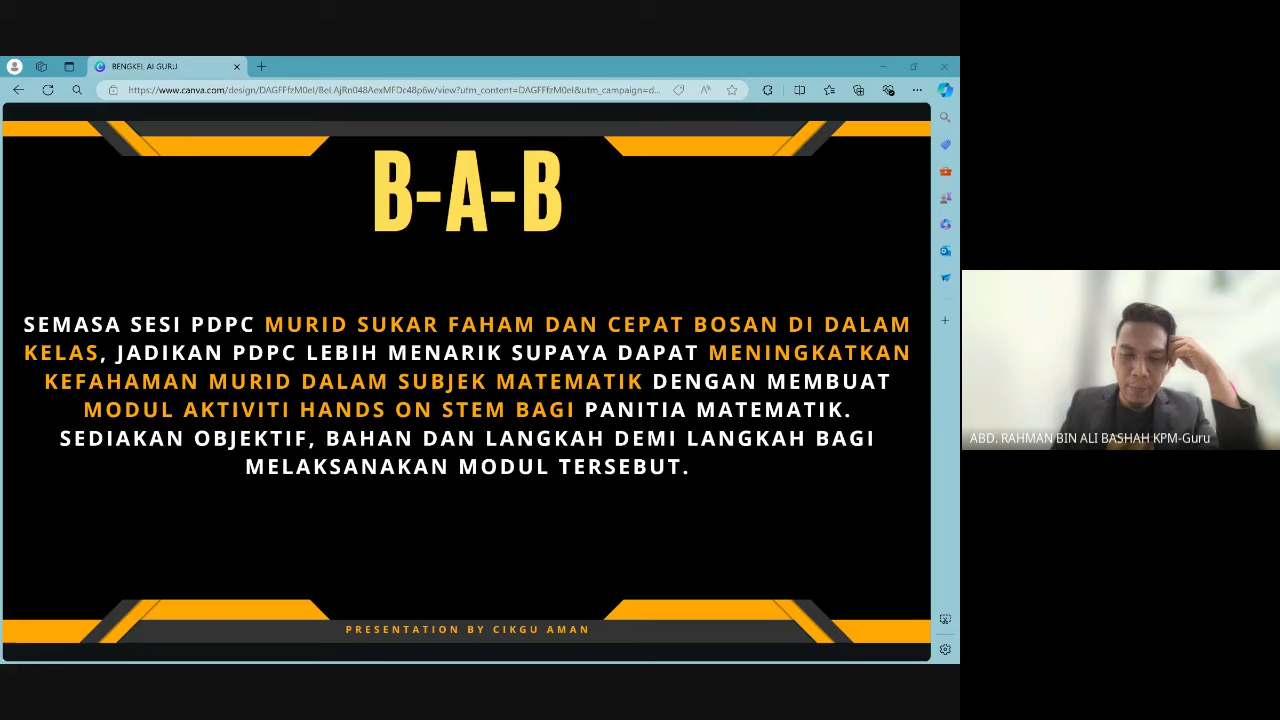 BENGKEL AI GURU
B-A-B
SEMASA SESI PDPC MURID SUKAR FAHAM DAN CEPAT BOSAN DI DALAM
KELAS, JADIKAN PDPC LEBIH MENARIK SUPAYA DAPAT MENINGKATKAN
KEFAHAMAN MURID DALAM SUBJEK MATEMATIK DENGAN MEMBUAT
MODUL AKTIVITI HANDS ON STEM BAGI PANITIA MATEMATIK.
SEDIAKAN OBJEKTIF, BAHAN DAN LANGKAH DEMI LANGKAH BAGI
MELAKSANAKAN MODUL TERSEBUT.
PRESENTATION BY CIKGU AMAN
ABD. RAHMAN BIN ALI BASHAH KPM-Guru